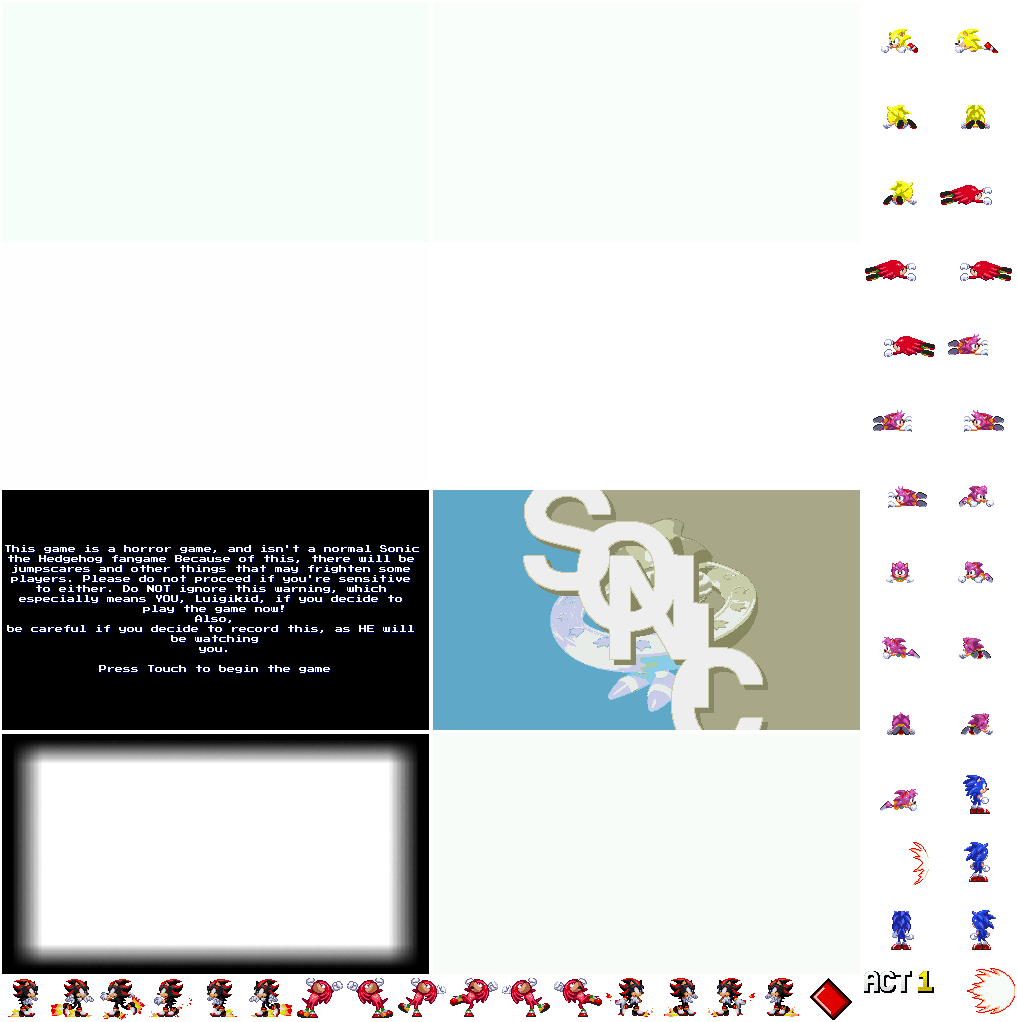 This game is a horror game, and isn't a normal Sonic
the Hedgehog fangame Because of this, there will be
jumpscares and other things that may frighten some
players. Please do not proceed if you're sensitive
to either. Do NOT ignore this warning, which
especially means YOU, Luigikid, if you decide to
play the game now!
Also,
be careful if you decide to record this, as HE will
be watching
you.
Press Touch to begin the game
SONIC
ACT 1